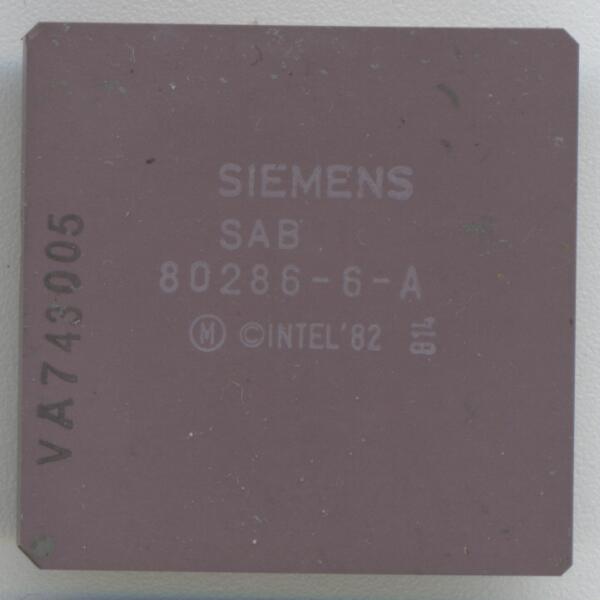 SIEMENS
SAB
80286-6-A
Ⓜ ©INTEL'82 814
VA743005